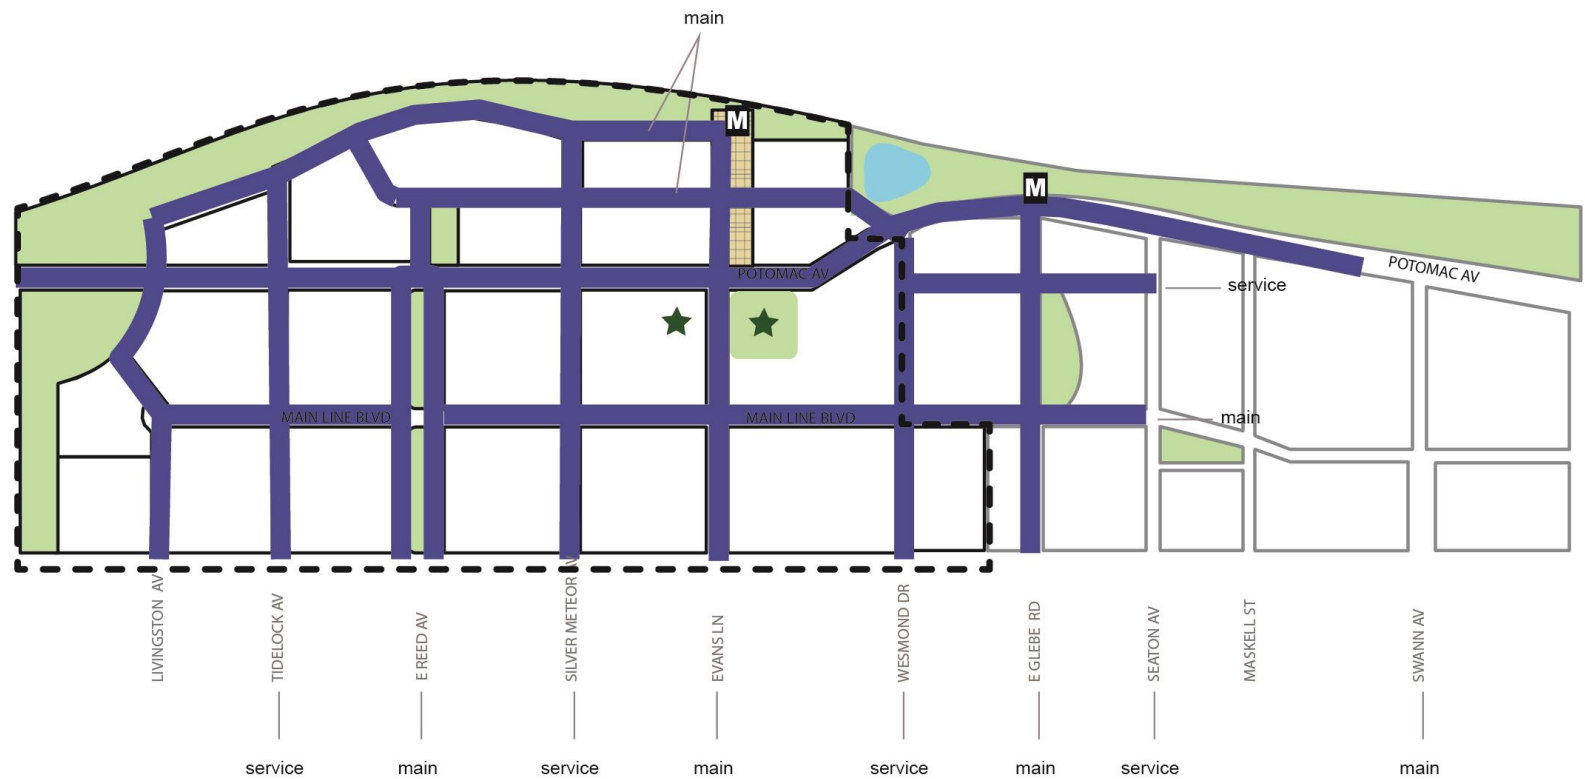 main
M
M
POTOMAC AV
POTOMAC AV
service
MAIN LINE BLVD
MAIN LINE BLVD
main
LIVINGSTON AV
TIDELOCK AV
E REED AV
SILVER METEOR AV
EVANS LN
WESMOND DR
E GLEBE RD
SEATON AV
MASKELL ST
SWANN AV
service
main
service
main
service
main
service
main